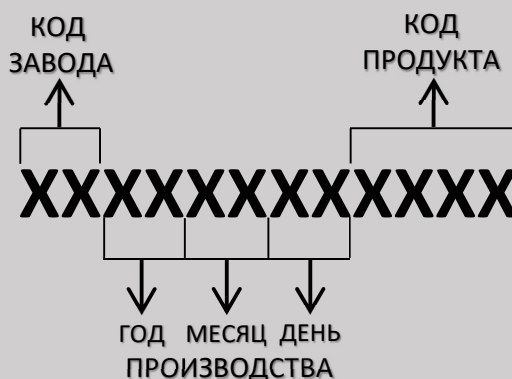 КОД
ЗАВОДА
КОД
ПРОДУКТА
XXXXXXXXXXXX
ГОД МЕСЯЦ ДЕНЬ
ПРОИЗВОДСТВА